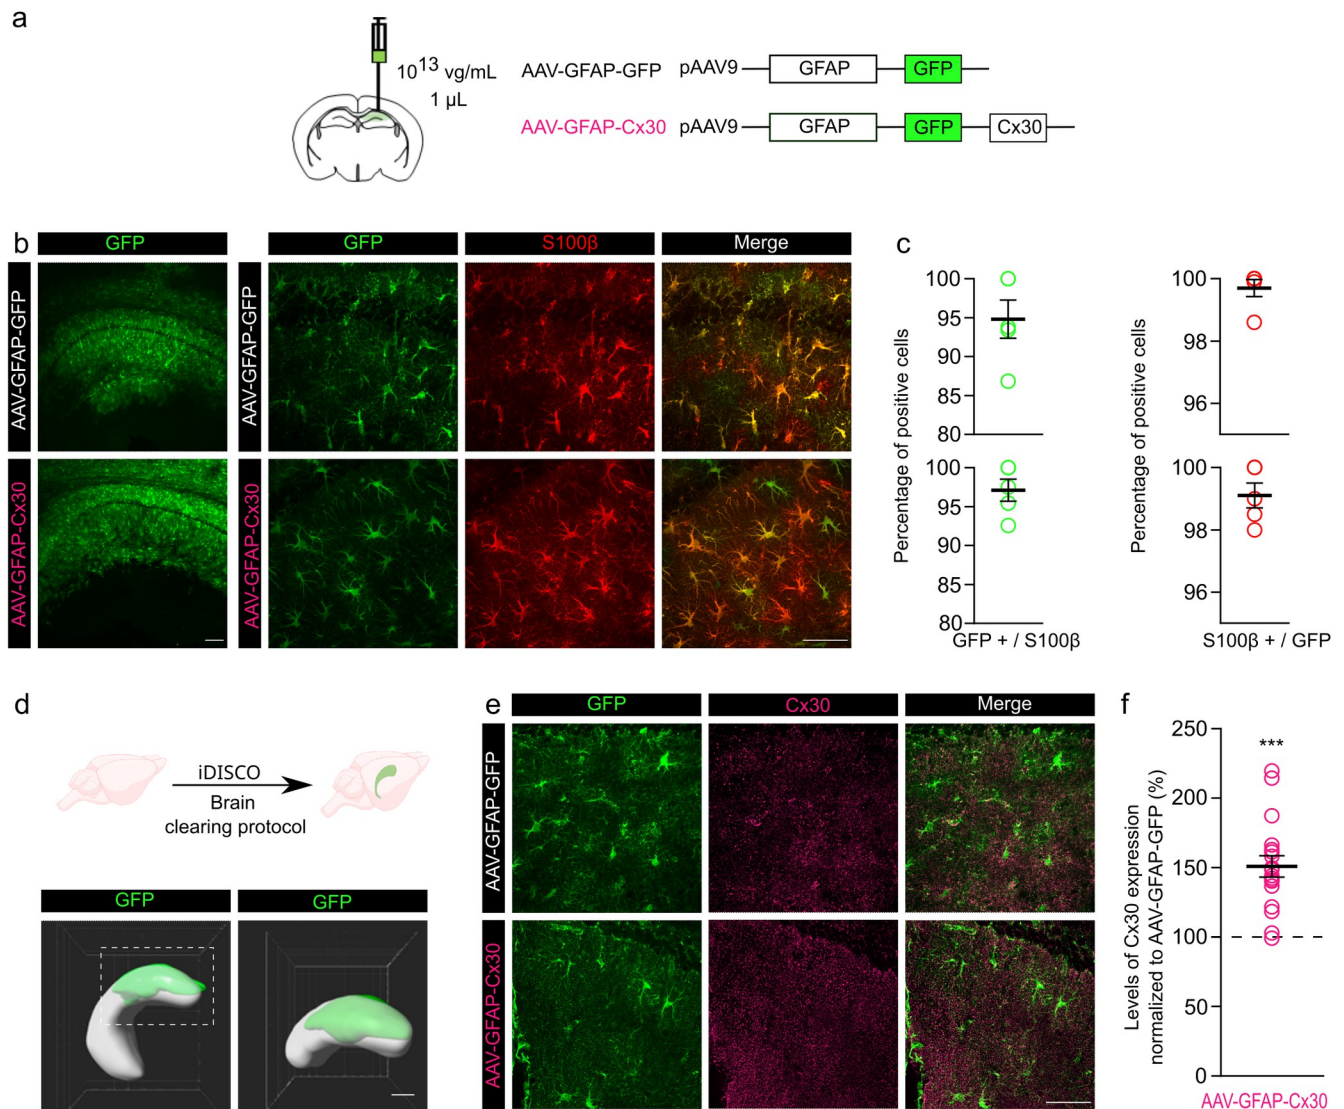 a
10¹³ vg/mL
1 µL
AAV-GFAP-GFP pAAV9 GFAP GFP
AAV-GFAP-Cx30 pAAV9 GFAP GFP Cx30
b
GFP
GFP
S100β
Merge
AAV-GFAP-GFP
AAV-GFAP-GFP
AAV-GFAP-Cx30
AAV-GFAP-Cx30
c
Percentage of positive cells
100
95
90
85
80
100
95
90
85
80
GFP + / S100β
Percentage of positive cells
100
98
96
100
98
96
S100β + / GFP
d
iDISCO
Brain
clearing protocol
GFP
GFP
e
GFP
Cx30
Merge
AAV-GFAP-GFP
AAV-GFAP-Cx30
f
Levels of Cx30 expression
normalized to AAV-GFAP-GFP (%)
250
200
150
100
50
0
***
AAV-GFAP-Cx30